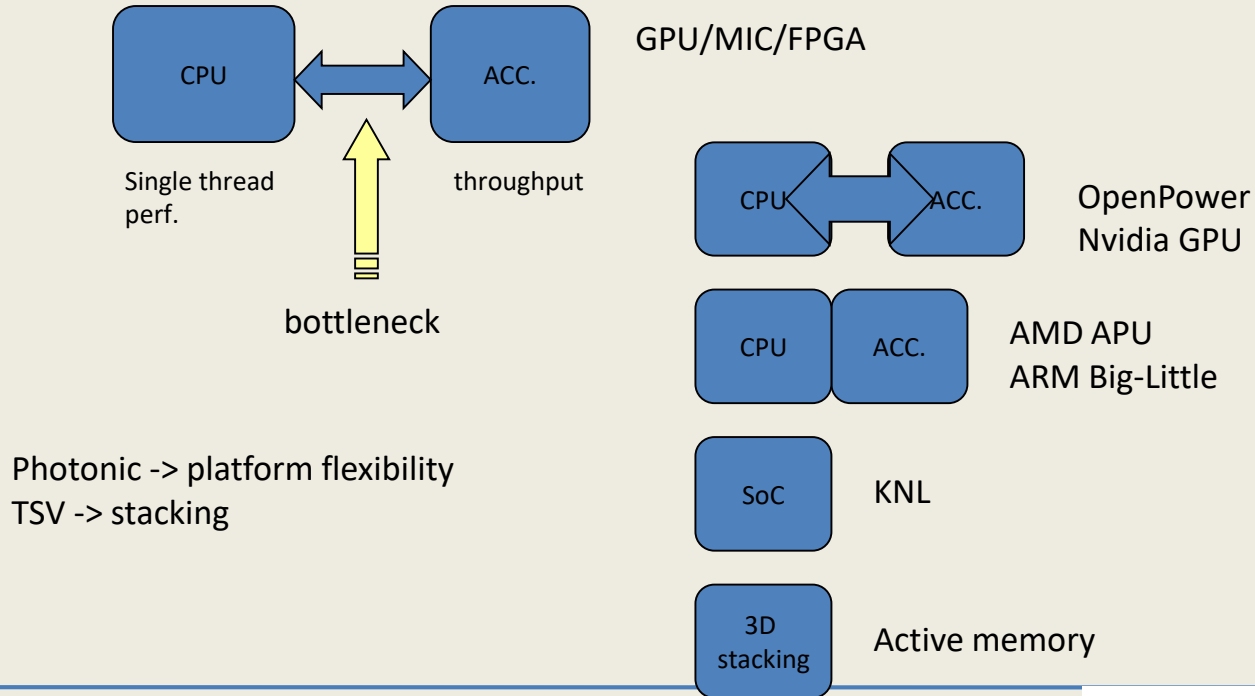 CPU
ACC.
GPU/MIC/FPGA
Single thread
perf.
throughput
bottleneck
CPU
ACC.
OpenPower
Nvidia GPU
CPU
ACC.
AMD APU
ARM Big-Little
Photonic -> platform flexibility
TSV -> stacking
SoC
KNL
3D
stacking
Active memory